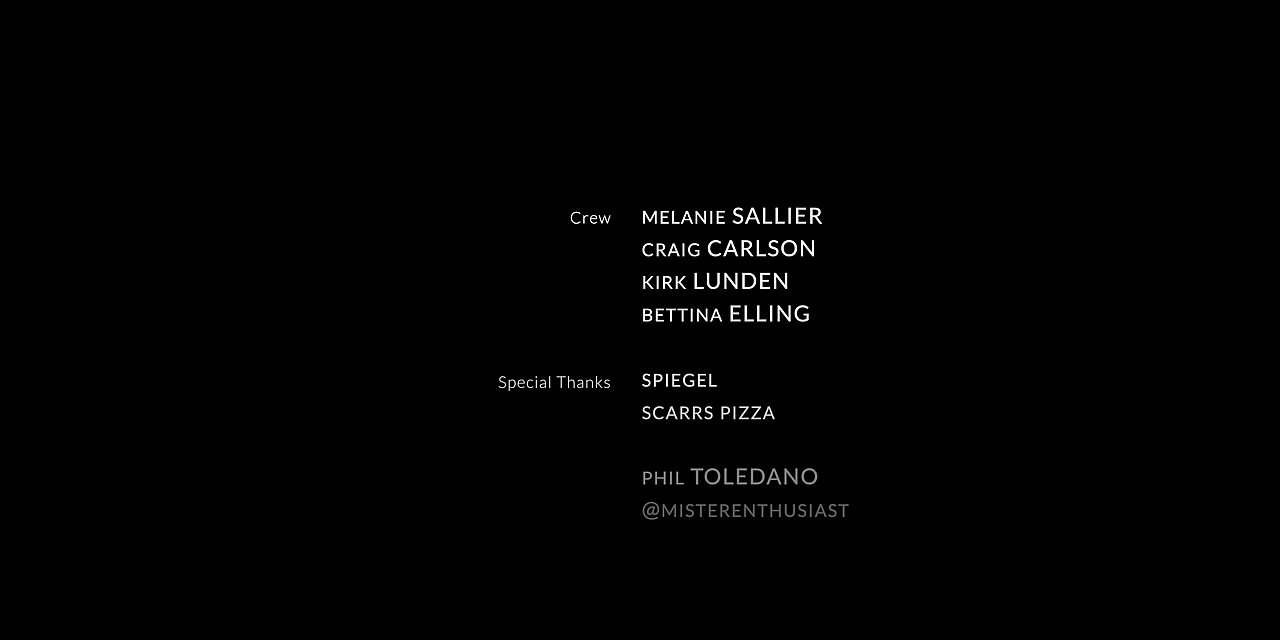 Crew MELANIE SALLIER
CRAIG CARLSON
KIRK LUNDEN
BETTINA ELLING
Special Thanks SPIEGEL
SCARRS PIZZA
PHIL TOLEDANO
@MISTERENTHUSIAST